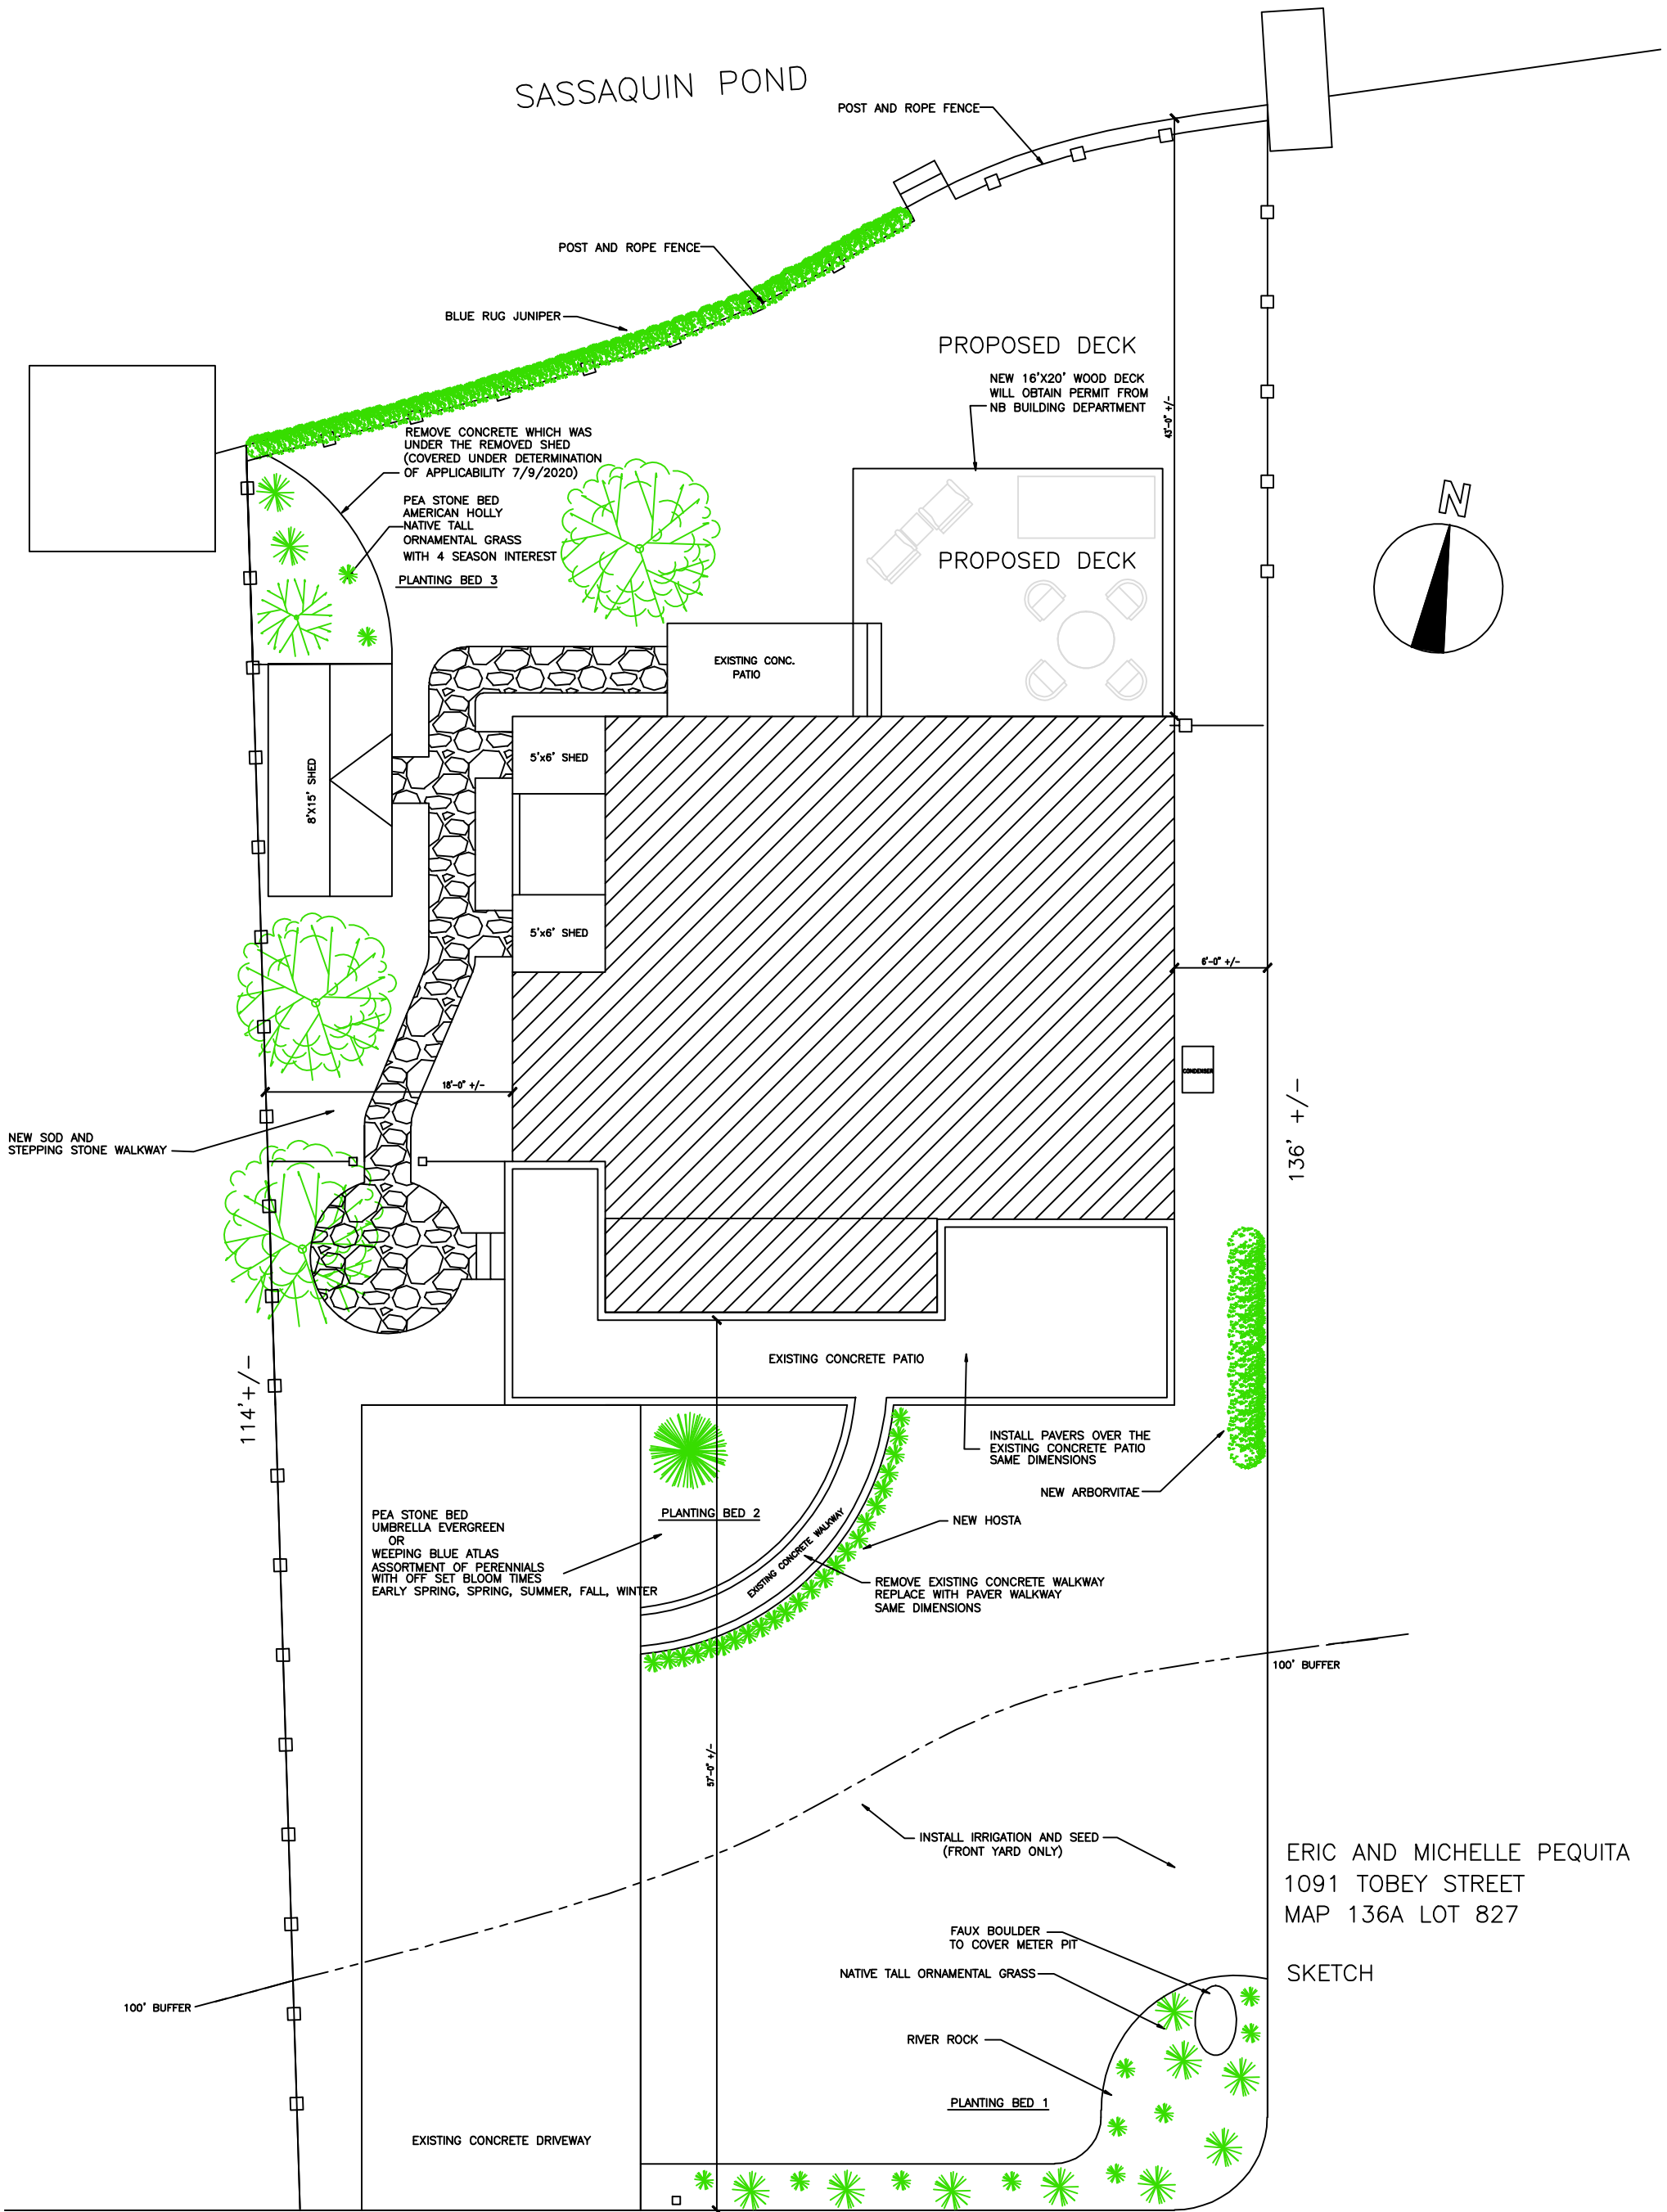 SASSAQUIN POND
POST AND ROPE FENCE
POST AND ROPE FENCE
BLUE RUG JUNIPER
PROPOSED DECK
NEW 16'X20' WOOD DECK
WILL OBTAIN PERMIT FROM
NB BUILDING DEPARTMENT
43'-0" +/-
REMOVE CONCRETE WHICH WAS
UNDER THE REMOVED SHED
(COVERED UNDER DETERMINATION
OF APPLICABILITY 7/9/2020)
PEA STONE BED
AMERICAN HOLLY
NATIVE TALL
ORNAMENTAL GRASS
WITH 4 SEASON INTEREST
PLANTING BED 3
N
PROPOSED DECK
EXISTING CONC.
PATIO
5'x6' SHED
8'X15' SHED
5'x6' SHED
6'-0" +/-
CONDENSER
18'-0" +/-
136' +/-
NEW SOD AND
STEPPING STONE WALKWAY
114'+/-
EXISTING CONCRETE PATIO
INSTALL PAVERS OVER THE
EXISTING CONCRETE PATIO
SAME DIMENSIONS
NEW ARBORVITAE
PEA STONE BED
UMBRELLA EVERGREEN
OR
WEEPING BLUE ATLAS
ASSORTMENT OF PERENNIALS
WITH OFF SET BLOOM TIMES
EARLY SPRING, SPRING, SUMMER, FALL, WINTER
PLANTING BED 2
NEW HOSTA
EXISTING CONCRETE WALKWAY
REMOVE EXISTING CONCRETE WALKWAY
REPLACE WITH PAVER WALKWAY
SAME DIMENSIONS
100' BUFFER
57'-0" +/-
INSTALL IRRIGATION AND SEED
(FRONT YARD ONLY)
ERIC AND MICHELLE PEQUITA
1091 TOBEY STREET
MAP 136A LOT 827
SKETCH
FAUX BOULDER
TO COVER METER PIT
NATIVE TALL ORNAMENTAL GRASS
100' BUFFER
RIVER ROCK
PLANTING BED 1
EXISTING CONCRETE DRIVEWAY